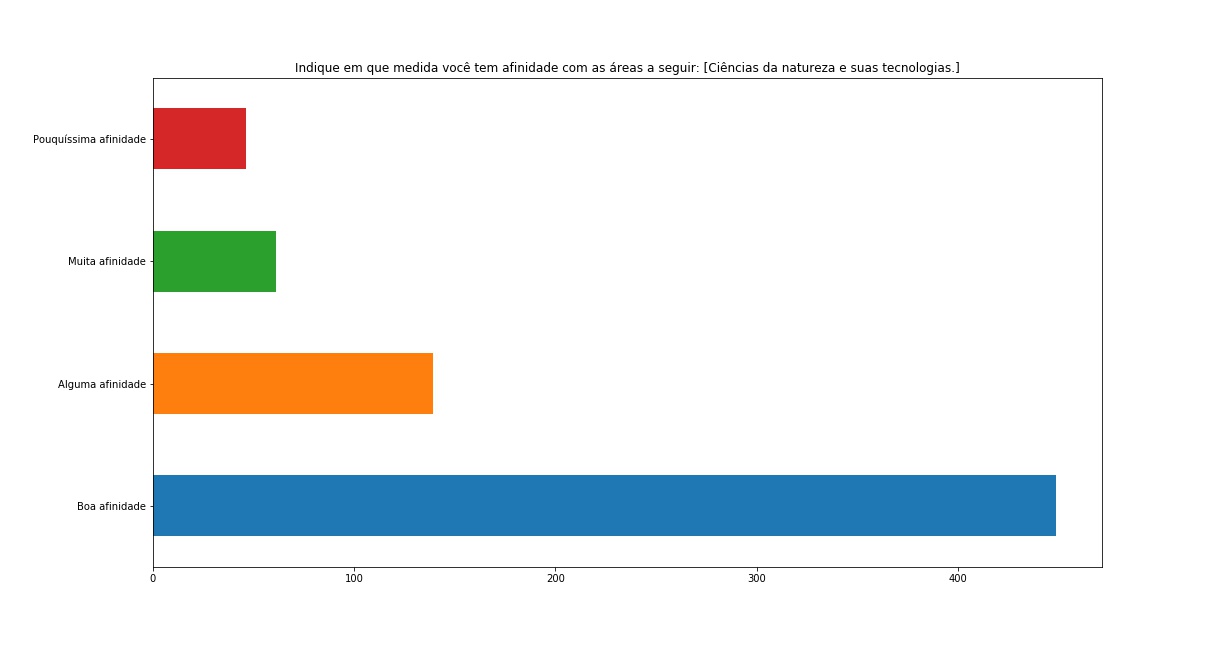 Indique em que medida você tem afinidade com as áreas a seguir: [Ciências da natureza e suas tecnologias.]
Pouquíssima afinidade
Muita afinidade
Alguma afinidade
Boa afinidade
0 100 200 300 400